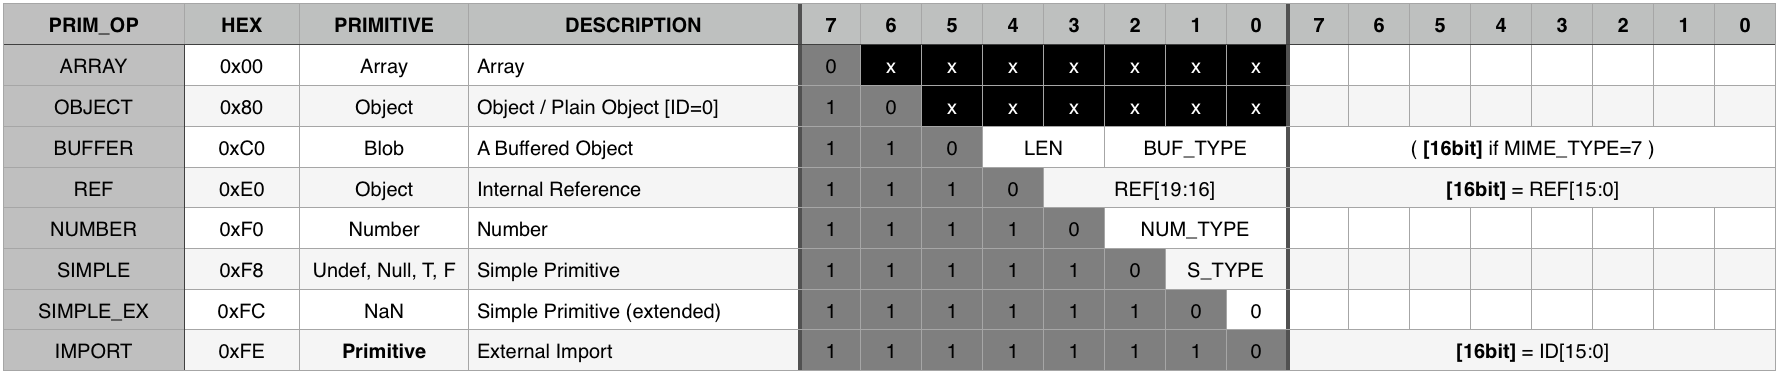 PRIM_OP HEX PRIMITIVE DESCRIPTION 7 6 5 4 3 2 1 0 7 6 5 4 3 2 1 0
ARRAY 0x00 Array Array 0 x x x x x x x
OBJECT 0x80 Object Object / Plain Object [ID=0] 1 0 x x x x x x
BUFFER 0xC0 Blob A Buffered Object 1 1 0 LEN BUF_TYPE ( [16bit] if MIME_TYPE=7 )
REF 0xE0 Object Internal Reference 1 1 1 0 REF[19:16] [16bit] = REF[15:0]
NUMBER 0xF0 Number Number 1 1 1 1 0 NUM_TYPE
SIMPLE 0xF8 Undef, Null, T, F Simple Primitive 1 1 1 1 1 0 S_TYPE
SIMPLE_EX 0xFC NaN Simple Primitive (extended) 1 1 1 1 1 1 0 0
IMPORT 0xFE Primitive External Import 1 1 1 1 1 1 1 0 [16bit] = ID[15:0]